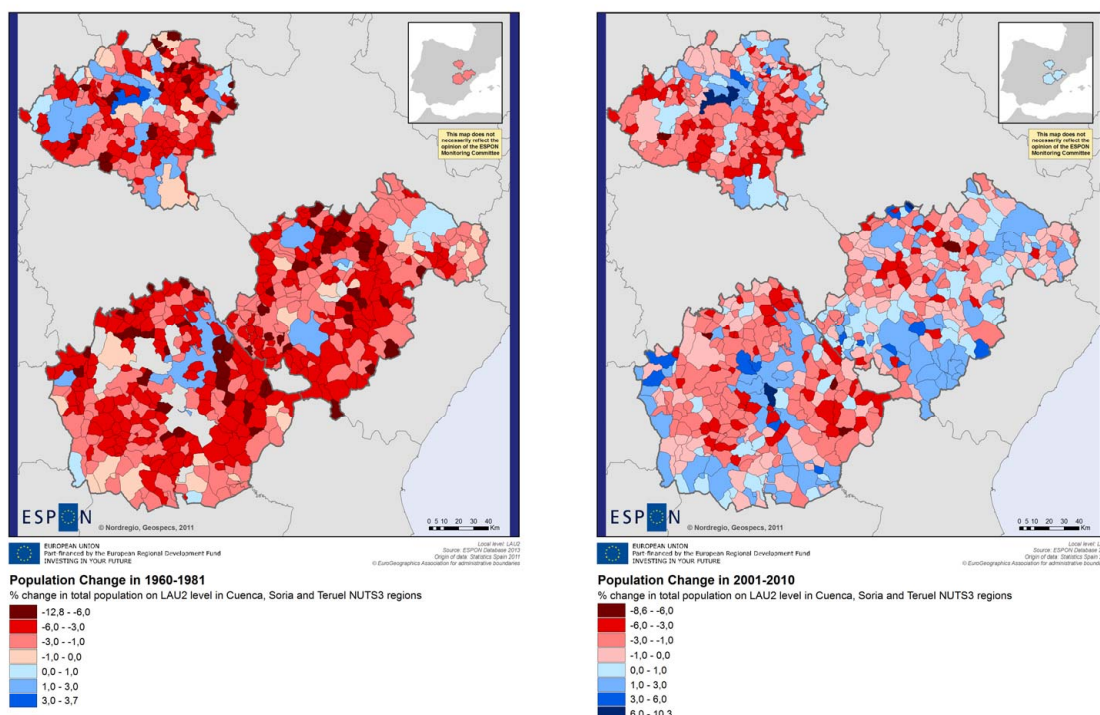 This map does not
necessarily reflect the
opinion of the ESPON
Monitoring Committee
ESPON
© Nordregio, Geospecs, 2011
0 5 10 20 30 40
Km
EUROPEAN UNION
Part-financed by the European Regional Development Fund
INVESTING IN YOUR FUTURE
Local level: LAU2
Source: ESPON Database 2013
Origin of data: Statistics Spain 2011
© EuroGeographics Association for administrative boundaries
Population Change in 1960-1981
% change in total population on LAU2 level in Cuenca, Soria and Teruel NUTS3 regions
-12,8 - -6,0
-6,0 - -3,0
-3,0 - -1,0
-1,0 - 0,0
0,0 - 1,0
1,0 - 3,0
3,0 - 3,7
This map does not
necessarily reflect the
opinion of the ESPON
Monitoring Committee
ESPON
© Nordregio, Geospecs, 2011
0 5 10 20 30 40
Km
EUROPEAN UNION
Part-financed by the European Regional Development Fund
INVESTING IN YOUR FUTURE
Local level:
Source: ESPON Database
Origin of data: Statistics Spain
© EuroGeographics Association for administrative bounda
Population Change in 2001-2010
% change in total population on LAU2 level in Cuenca, Soria and Teruel NUTS3 regions
-8,6 - -6,0
-6,0 - -3,0
-3,0 - -1,0
-1,0 - 0,0
0,0 - 1,0
1,0 - 3,0
3,0 - 6,0
6,0 - 10,3